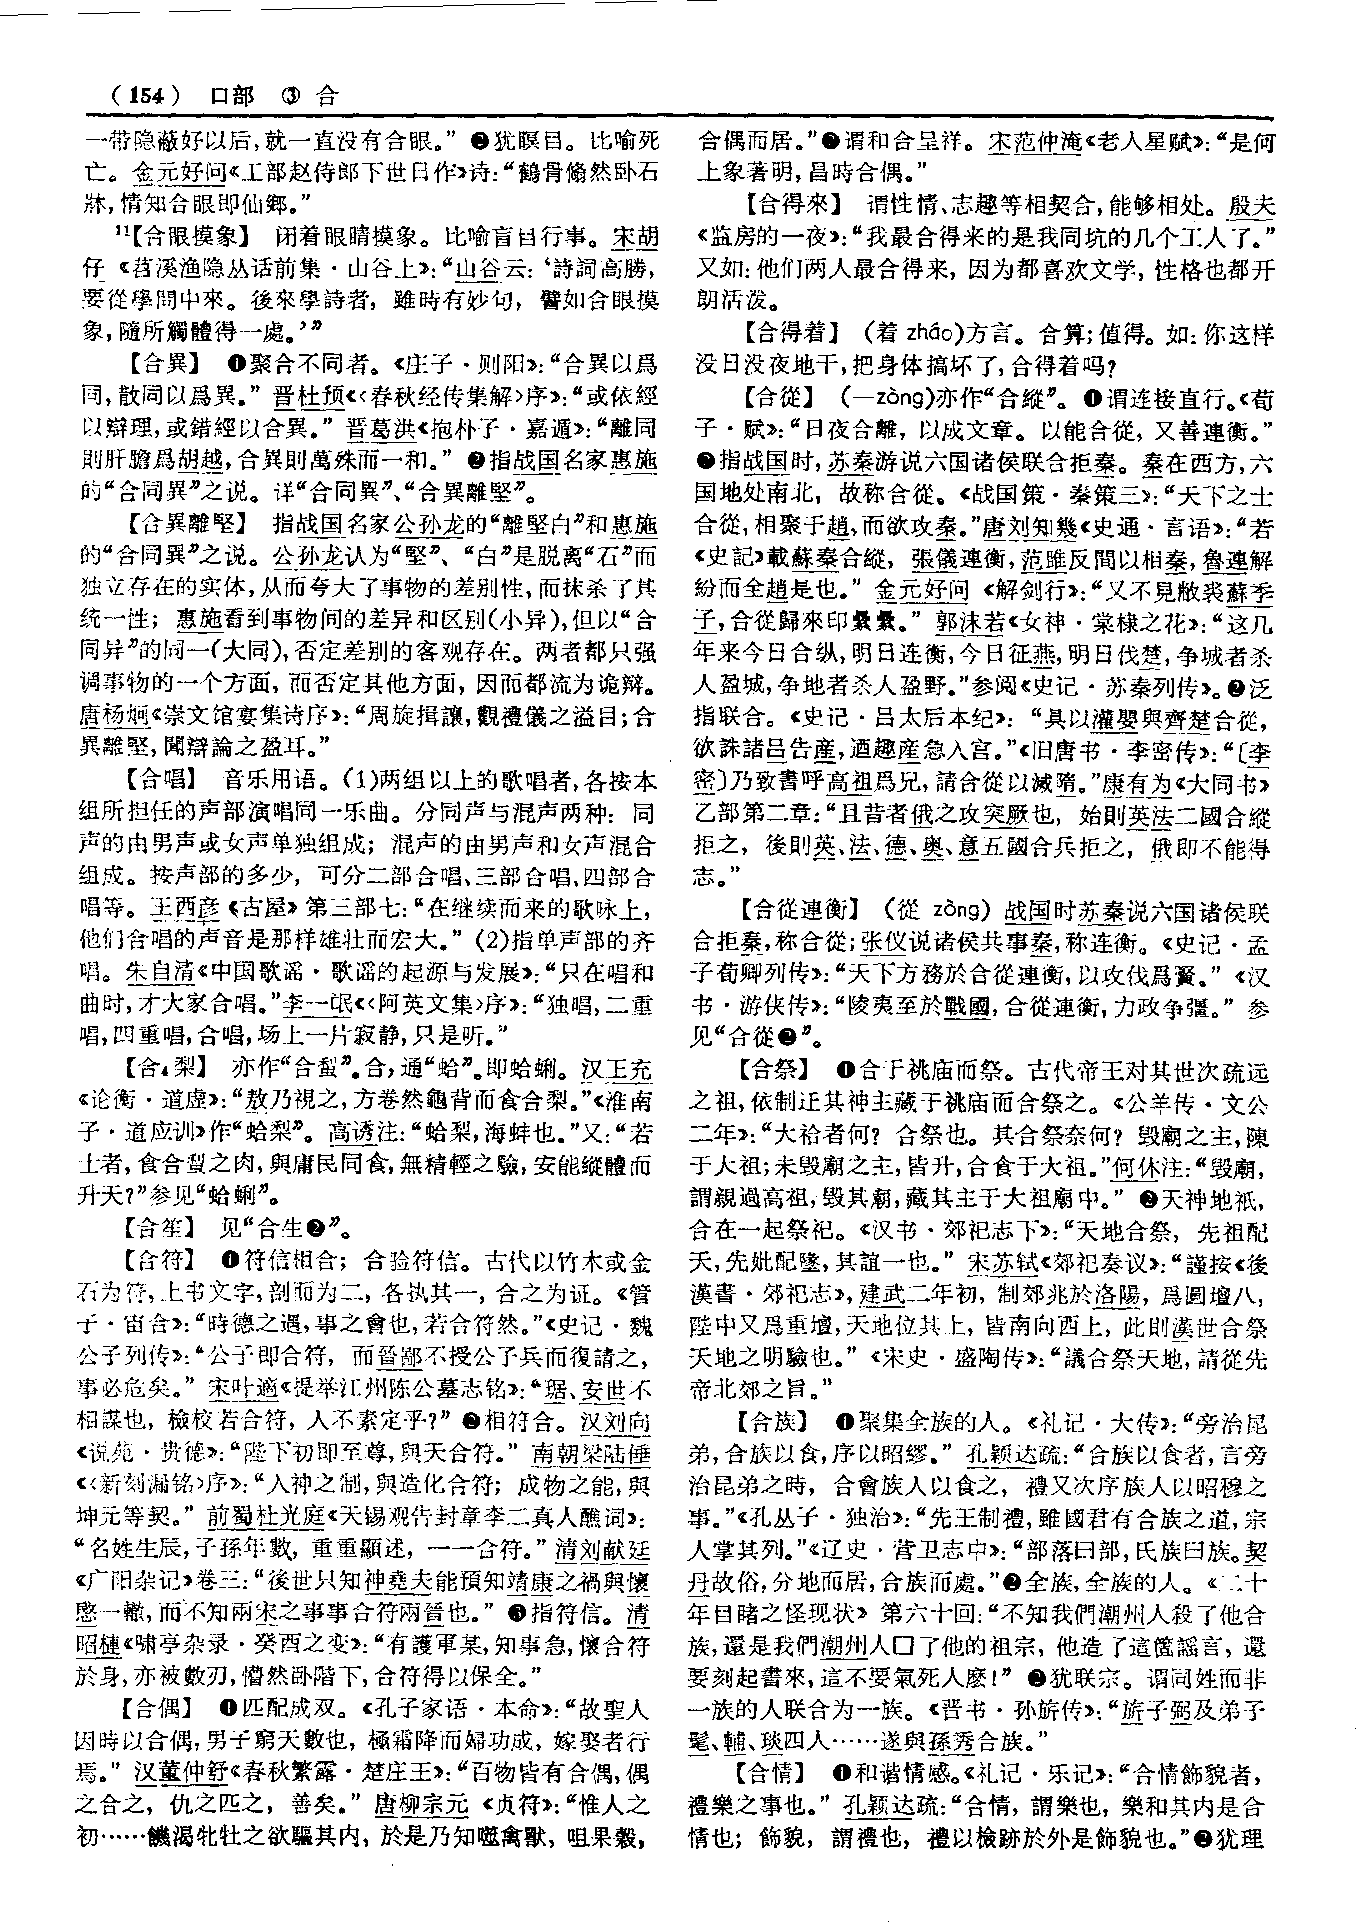 (154) 口部 ③ 合
一带隐蔽好以后,就一直没有合眼。” ❷犹瞑目。比喻死
亡。金元好问《工部赵侍郎下世日作》诗:“鶴骨翛然卧石
牀,情知合眼即仙鄉。”
11【合眼摸象】 闭着眼睛摸象。比喻盲目行事。宋胡
仔《苕溪渔隐丛话前集·山谷上》:“山谷云:‘詩詞高勝,
要從學問中來。後來學詩者,雖時有妙句,譬如合眼摸
象,隨所觸體得一處。’”
【合異】 ❶聚合不同者。《庄子·则阳》:“合異以爲
同,散同以爲異。” 晋杜预《〈春秋经传集解〉序》:“或依經
以辯理,或錯經以合異。” 晋葛洪《抱朴子·嘉遁》:“離同
則肝膽爲胡越,合異則萬殊而一和。” ❷指战国名家惠施
的“合同異”之说。详“合同異”、“合異離堅”。
【合異離堅】 指战国名家公孙龙的“離堅白”和惠施
的“合同異”之说。公孙龙认为“堅”、“白”是脱离“石”而
独立存在的实体,从而夸大了事物的差别性,而抹杀了其
统一性;惠施看到事物间的差异和区别(小异),但以“合
同异”的同一(大同),否定差别的客观存在。两者都只强
调事物的一个方面,而否定其他方面,因而都流为诡辩。
唐杨炯《崇文馆宴集诗序》:“周旋揖讓,觀禮儀之溢目;合
異離堅,聞辯論之盈耳。”
【合唱】 音乐用语。(1)两组以上的歌唱者,各按本
组所担任的声部演唱同一乐曲。分同声与混声两种:同
声的由男声或女声单独组成;混声的由男声和女声混合
组成。按声部的多少,可分二部合唱、三部合唱、四部合
唱等。王西彦《古屋》第三部七:“在继续而来的歌咏上,
他们合唱的声音是那样雄壮而宏大。”(2)指单声部的齐
唱。朱自清《中国歌谣·歌谣的起源与发展》:“只在唱和
曲时,才大家合唱。”李一氓《〈阿英文集〉序》:“独唱,二重
唱,四重唱,合唱,场上一片寂静,只是听。”
【合4梨】 亦作“合蜊”。合,通“蛤”。即蛤蜊。汉王充
《论衡·道虚》:“敖乃視之,方卷然龜背而食合梨。”《淮南
子·道应训》作“蛤梨”。高诱注:“蛤梨,海蚌也。”又:“若
士者,食合蜊之肉,與庸民同食,無精輕之驗,安能縱體而
升天?”参见“蛤蜊”。
【合笙】 见“合生❷”。
【合符】 ❶符信相合;合验符信。古代以竹木或金
石为符,上书文字,剖而为二,各执其一,合之为证。《管
子·宙合》:“時德之遇,事之會也,若合符然。”《史记·魏
公子列传》:“公子即合符,而晉鄙不授公子兵而復請之,
事必危矣。” 宋叶適《提举江州陈公墓志铭》:“琚、安世不
相謀也,檢校若合符,人不素定乎?” ❷相符合。汉刘向
《说苑·贵德》:“陛下初即至尊,與天合符。” 南朝梁陆倕
《〈新刻漏铭〉序》:“入神之制,與造化合符;成物之能,與
坤元等契。” 前蜀杜光庭《天锡观告封章李二真人醮词》:
“名姓生辰,子孫年數,重重顯述,一一合符。”清刘献廷
《广阳杂记》卷三:“後世只知神堯夫能預知靖康之禍與懷
愍一轍,而不知兩宋之事事合符兩晉也。” ❸指符信。清
昭槤《啸亭杂录·癸酉之变》:“有護軍某,知事急,懷合符
於身,亦被數刃,懵然卧階下,合符得以保全。”
【合偶】 ❶匹配成双。《孔子家语·本命》:“故聖人
因時以合偶,男子窮天數也,極霜降而婦功成,嫁娶者行
焉。” 汉董仲舒《春秋繁露·楚庄王》:“百物皆有合偶,偶
之合之,仇之匹之,善矣。” 唐柳宗元《贞符》:“惟人之
初……饑渴牝牡之欲驅其内,於是乃知噬禽獸,咀果穀,
合偶而居。”❷谓和合呈祥。宋范仲淹《老人星赋》:“是何
上象著明,昌時合偶。”
【合得來】 谓性情、志趣等相契合,能够相处。殷夫
《监房的一夜》:“我最合得来的是我同坑的几个工人了。”
又如:他们两人最合得来,因为都喜欢文学,性格也都开
朗活泼。
【合得着】 (着 zháo)方言。合算;值得。如:你这样
没日没夜地干,把身体搞坏了,合得着吗?
【合從】 (—zòng)亦作“合縱”。❶谓连接直行。《荀
子·赋》:“日夜合離,以成文章。以能合從,又善連衡。”
❷指战国时,苏秦游说六国诸侯联合拒秦。秦在西方,六
国地处南北,故称合從。《战国策·秦策三》:“天下之士
合從,相聚于趙,而欲攻秦。”唐刘知幾《史通·言语》:“若
《史記》載蘇秦合縱,張儀連衡,范雎反間以相秦,魯連解
紛而全趙是也。” 金元好问《解剑行》:“又不見敝裘蘇季
子,合從歸來印纍纍。” 郭沫若《女神·棠棣之花》:“这几
年来今日合纵,明日连衡,今日征燕,明日伐楚,争城者杀
人盈城,争地者杀人盈野。”参阅《史记·苏秦列传》。❷泛
指联合。《史记·吕太后本纪》:“具以灌嬰與齊楚合從,
欲誅諸吕告產,迺趣產急入宫。”《旧唐书·李密传》:“〔李
密〕乃致書呼高祖爲兄,請合從以滅隋。”康有为《大同书》
乙部第二章:“且昔者俄之攻突厥也,始則英法二國合縱
拒之,後則英、法、德、奥、意五國合兵拒之,俄即不能得
志。”
【合從連衡】 (從 zòng) 战国时苏秦说六国诸侯联
合拒秦,称合從;张仪说诸侯共事秦,称连衡。《史记·孟
子荀卿列传》:“天下方務於合從連衡,以攻伐爲賢。” 《汉
书·游侠传》:“陵夷至於戰國,合從連衡,力政争彊。” 参
见“合從❷”。
【合祭】 ❶合于祧庙而祭。古代帝王对其世次疏远
之祖,依制迁其神主藏于祧庙而合祭之。《公羊传·文公
二年》:“大祫者何?合祭也。其合祭奈何?毁廟之主,陳
于大祖;未毁廟之主,皆升,合食于大祖。”何休注:“毁廟,
謂親過高祖,毁其廟,藏其主于大祖廟中。” ❷天神地祇,
合在一起祭祀。《汉书·郊祀志下》:“天地合祭,先祖配
天,先妣配墬,其誼一也。” 宋苏轼《郊祀奏议》:“謹按《後
漢書·郊祀志》,建武二年初,制郊兆於洛陽,爲圓壇八,
陛中又爲重壇,天地位其上,皆南向西上,此則漢世合祭
天地之明驗也。” 《宋史·盛陶传》:“議合祭天地,請從先
帝北郊之旨。”
【合族】 ❶聚集全族的人。《礼记·大传》:“旁治昆
弟,合族以食,序以昭繆。” 孔颖达疏:“合族以食者,言旁
治昆弟之時,合會族人以食之,禮又次序族人以昭穆之
事。”《孔丛子·独治》:“先王制禮,雖國君有合族之道,宗
人掌其列。”《辽史·营卫志中》:“部落曰部,氏族曰族。契
丹故俗,分地而居,合族而處。”❷全族,全族的人。《二十
年目睹之怪现状》第六十回:“不知我們潮州人殺了他合
族,還是我們潮州人囗了他的祖宗,他造了這箇謡言,還
要刻起書來,這不要氣死人麽!” ❸犹联宗。谓同姓而非
一族的人联合为一族。《晋书·孙旂传》:“旂子弼及弟子
髦、輔、琰四人……遂與孫秀合族。”
【合情】 ❶和谐情感。《礼记·乐记》:“合情飾貌者,
禮樂之事也。” 孔颖达疏:“合情,謂樂也,樂和其内是合
情也;飾貌,謂禮也,禮以檢跡於外是飾貌也。”❷犹理